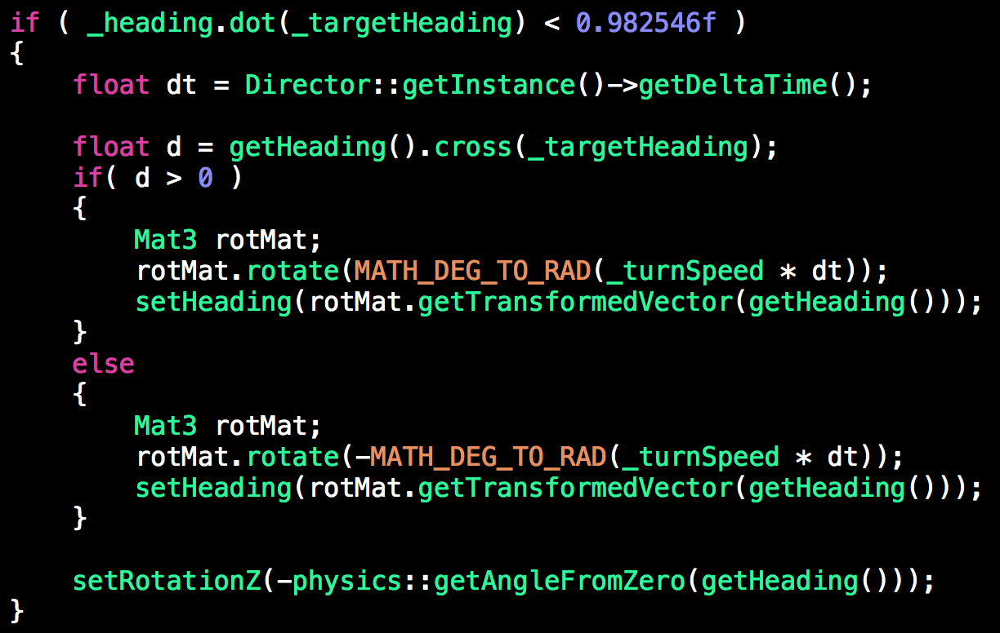 if ( _heading.dot(_targetHeading) < 0.982546f )
{
    float dt = Director::getInstance()->getDeltaTime();

    float d = getHeading().cross(_targetHeading);
    if( d > 0 )
    {
        Mat3 rotMat;
        rotMat.rotate(MATH_DEG_TO_RAD(_turnSpeed * dt));
        setHeading(rotMat.getTransformedVector(getHeading()));
    }
    else
    {
        Mat3 rotMat;
        rotMat.rotate(-MATH_DEG_TO_RAD(_turnSpeed * dt));
        setHeading(rotMat.getTransformedVector(getHeading()));
    }

    setRotationZ(-physics::getAngleFromZero(getHeading()));
}